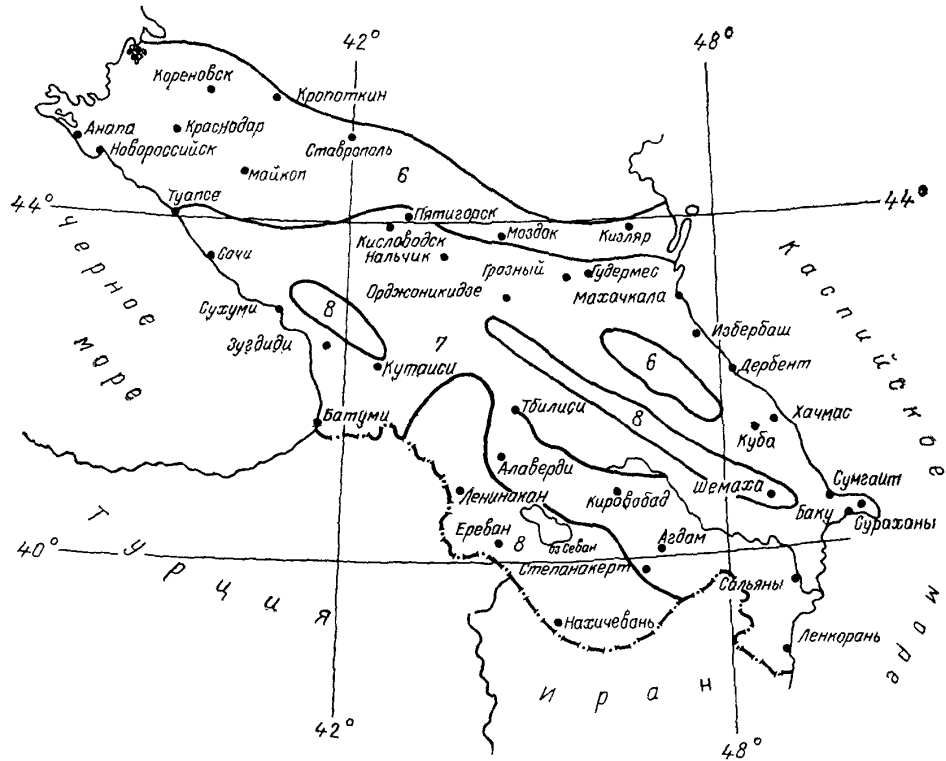 42°
48°
Кореновск
Кропоткин
Анапа
Краснодар
Новороссийск
Ставрополь
Майкоп
6
44°
Туапсе
44°
Пятигорск
Кисловодск
Моздок
Кизляр
Нальчик
Сочи
Грозный
Гудермес
Орджоникидзе
Махачкала
Черное море
Каспийское море
8
Сухуми
Избербаш
Зугдиди
7
6
Кутаиси
Дербент
Тбилиси
8
Хачмас
Батуми
Куба
Алаверди
Шемаха
Сумгаит
Ленинакан
Кировобад
Баку
Сураханы
Ереван
8
оз Севан
Агдам
40°
Степанакерт
Сальяны
Турция
Нахичевань
Ленкорань
Иран
42°
48°